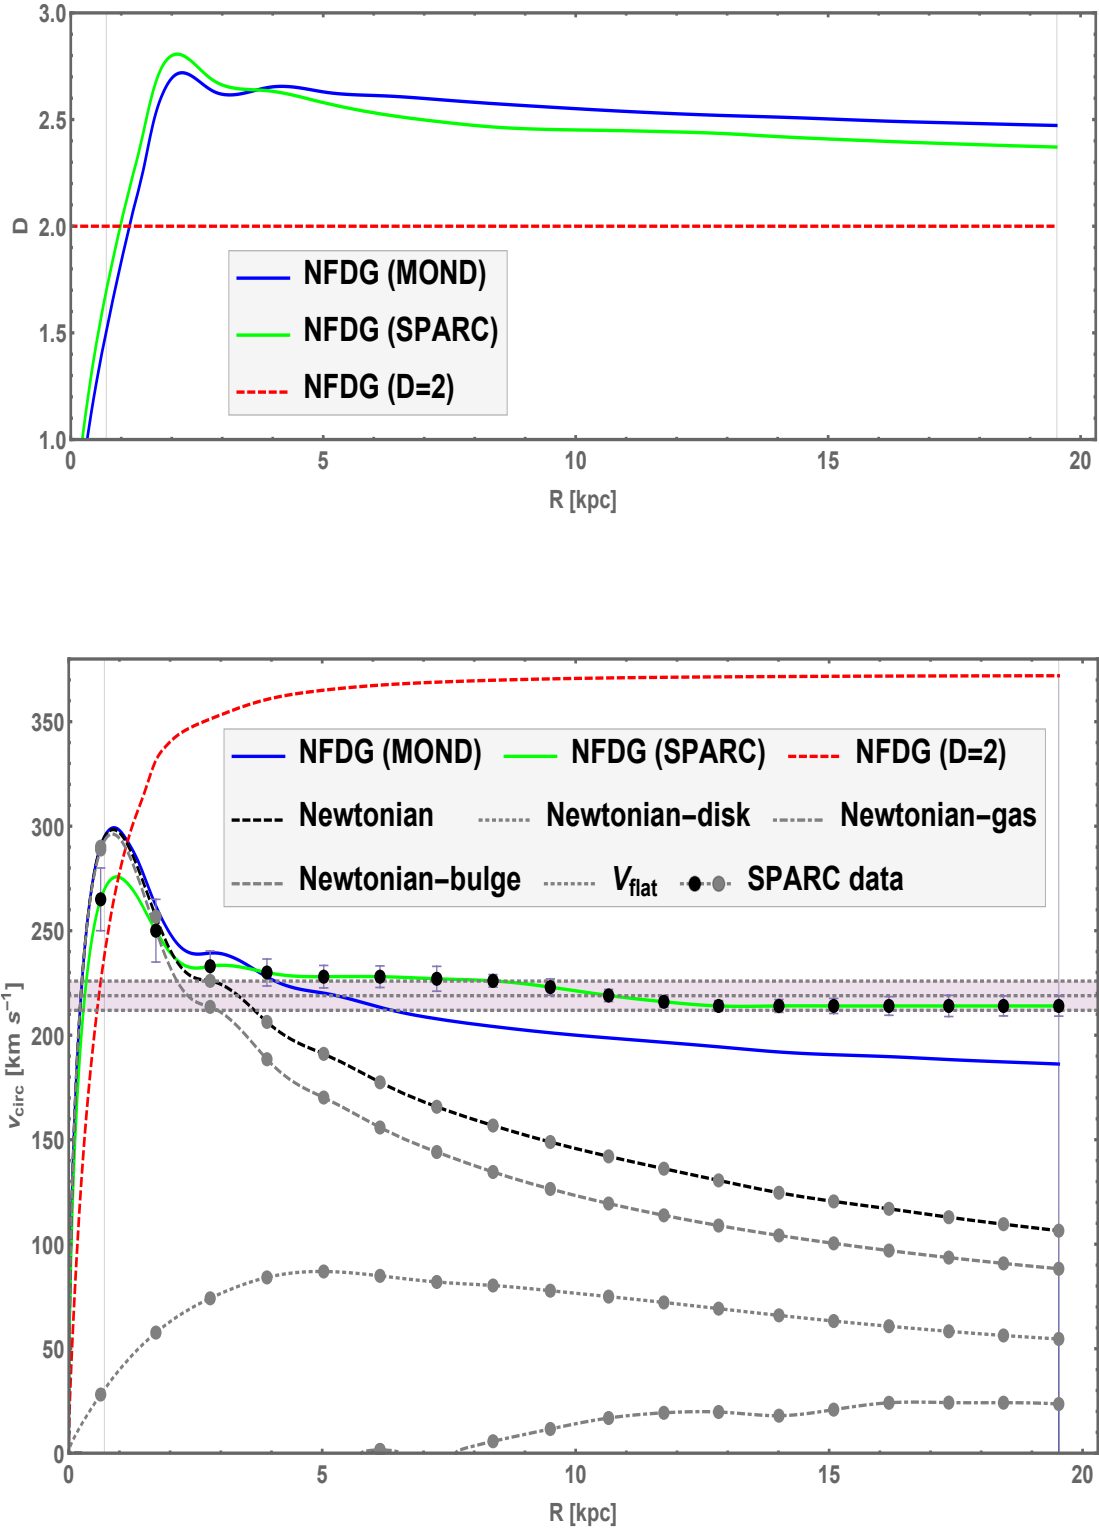 3.0
2.5
2.0
1.5
1.0
D
NFDG (MOND)
NFDG (SPARC)
NFDG (D=2)
0 5 10 15 20
R [kpc]
350
300
250
200
150
100
50
0
v_circ [km s⁻¹]
NFDG (MOND) NFDG (SPARC) NFDG (D=2)
Newtonian Newtonian–disk Newtonian–gas
Newtonian–bulge V_flat SPARC data
0 5 10 15 20
R [kpc]